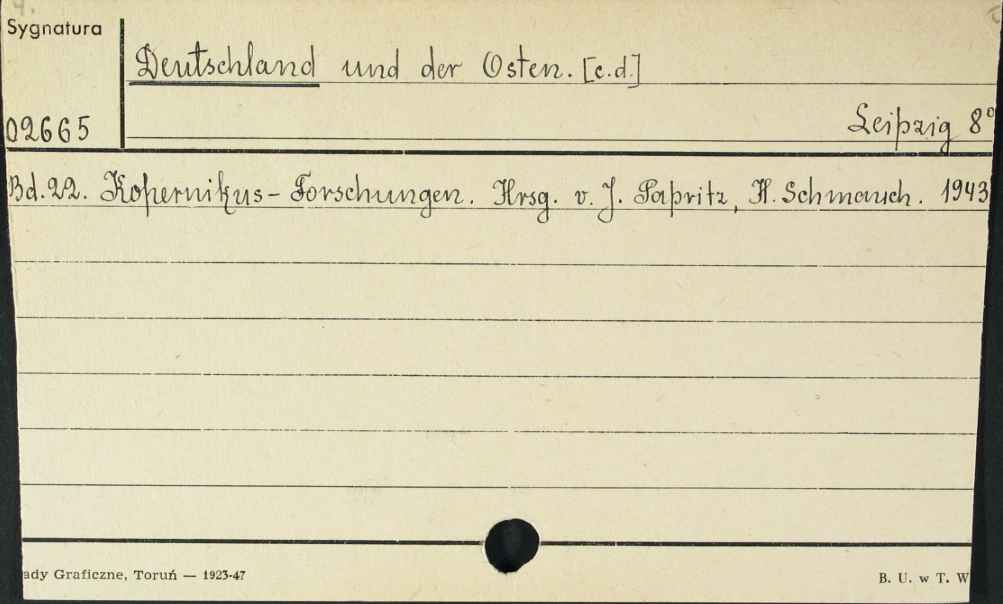 4.
Sygnatura
Deutschland und der Osten. [c.d.]
02665
Leipzig 8°
Bd. 22. Kopernikus-Forschungen. Hrsg. v. J. Papritz, H. Schmauch. 1943
ady Graficzne, Toruń — 1923-47
B. U. w T. W